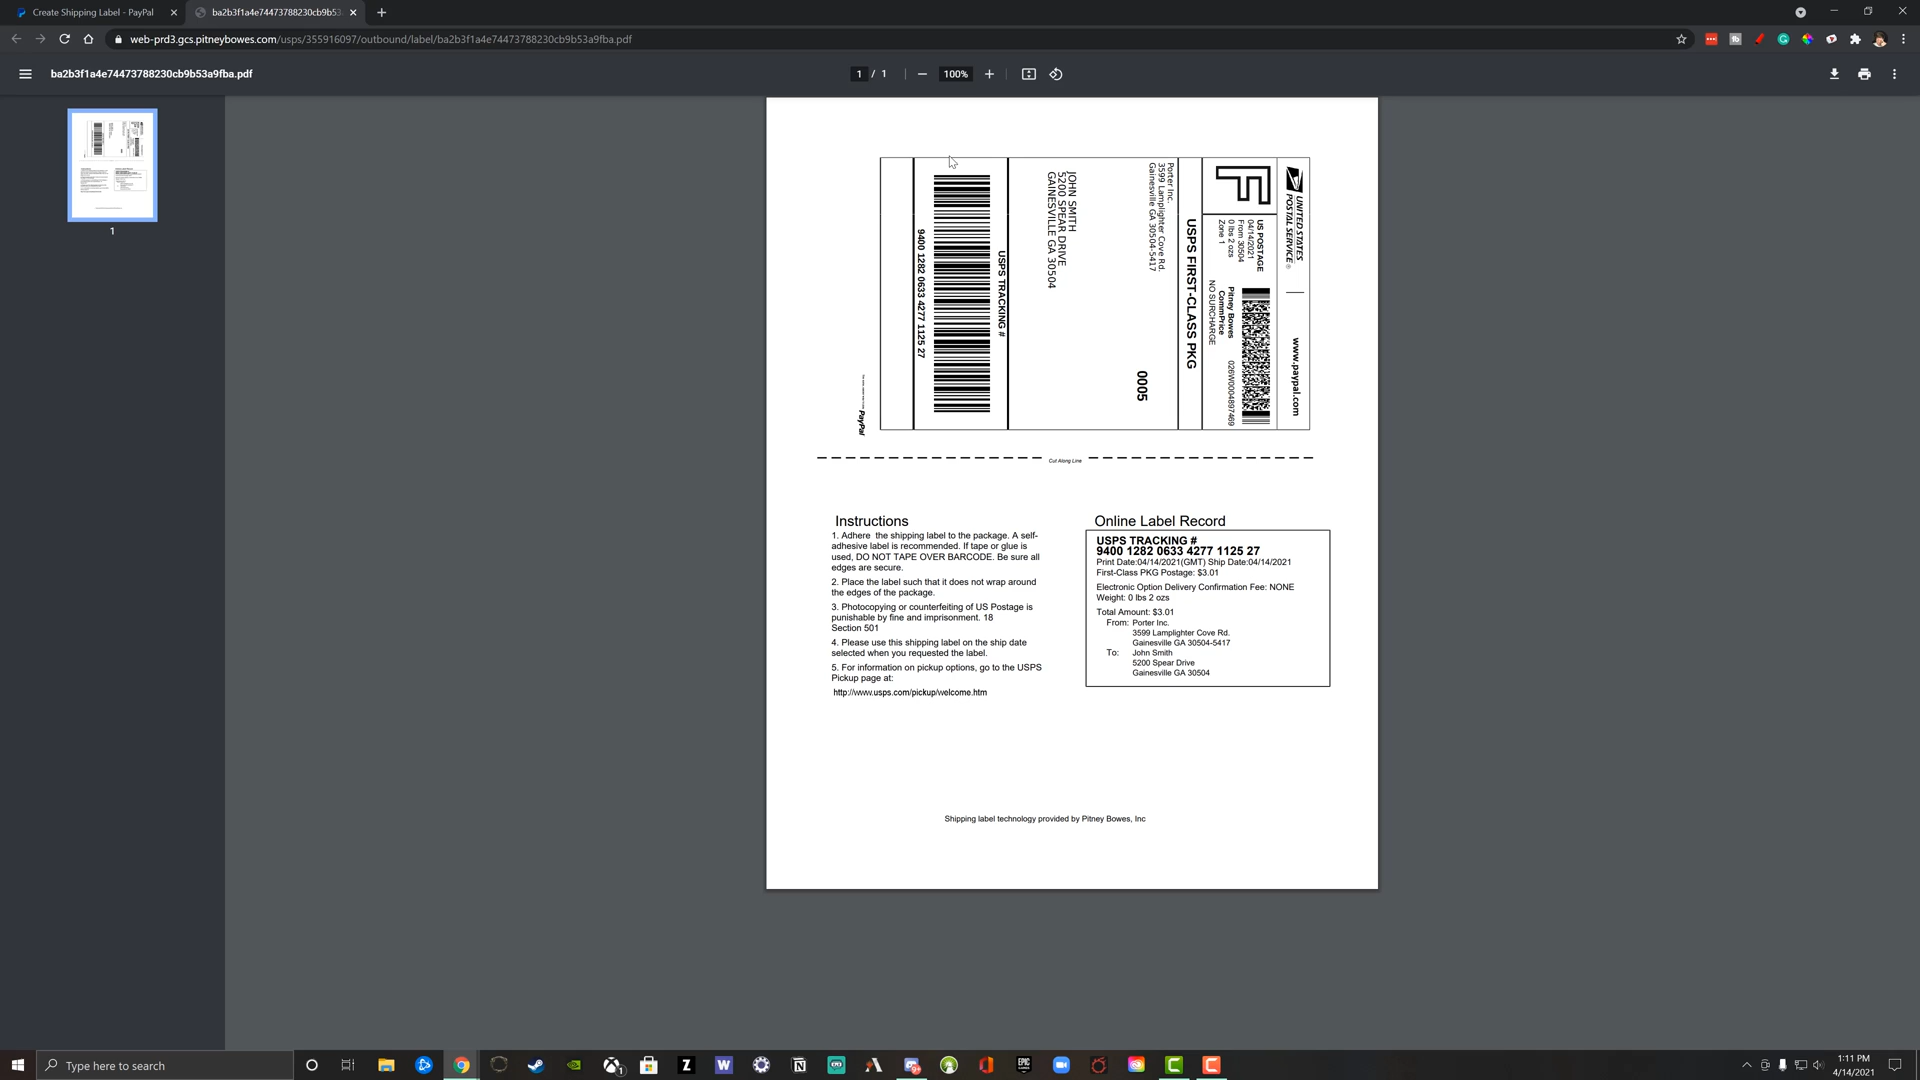 Create Shipping Label - PayPal
ba2b3f1a4e74473788230cb9b53
web-prd3.gcs.pitneybowes.com/usps/355916097/outbound/label/ba2b3f1a4e74473788230cb9b53a9fba.pdf
ba2b3f1a4e74473788230cb9b53a9fba.pdf
1 / 1
100%
1
UNITED STATES
POSTAL SERVICE®
www.paypal.com
F
US POSTAGE
04/14/2021
From 30504
0 lbs 2 ozs
Zone 1
Pitney Bowes
CommPrice
NO SURCHARGE
026W0004897469
USPS FIRST-CLASS PKG
Porter Inc.
3599 Lamplighter Cove Rd.
Gainesville GA 30504-5417
0005
JOHN SMITH
5200 SPEAR DRIVE
GAINESVILLE GA 30504
USPS TRACKING #
9400 1282 0633 4277 1125 27
PayPal
Cut Along Line
Instructions
1. Adhere the shipping label to the package. A self-
adhesive label is recommended. If tape or glue is
used, DO NOT TAPE OVER BARCODE. Be sure all
edges are secure.
2. Place the label such that it does not wrap around
the edges of the package.
3. Photocopying or counterfeiting of US Postage is
punishable by fine and imprisonment. 18
Section 501
4. Please use this shipping label on the ship date
selected when you requested the label.
5. For information on pickup options, go to the USPS
Pickup page at:
http://www.usps.com/pickup/welcome.htm
Online Label Record
USPS TRACKING #
9400 1282 0633 4277 1125 27
Print Date:04/14/2021(GMT) Ship Date:04/14/2021
First-Class PKG Postage: $3.01
Electronic Option Delivery Confirmation Fee: NONE
Weight: 0 lbs 2 ozs
Total Amount: $3.01
From: Porter Inc.
3599 Lamplighter Cove Rd.
Gainesville GA 30504-5417
To: John Smith
5200 Spear Drive
Gainesville GA 30504
Shipping label technology provided by Pitney Bowes, Inc
Type here to search
1:11 PM
4/14/2021